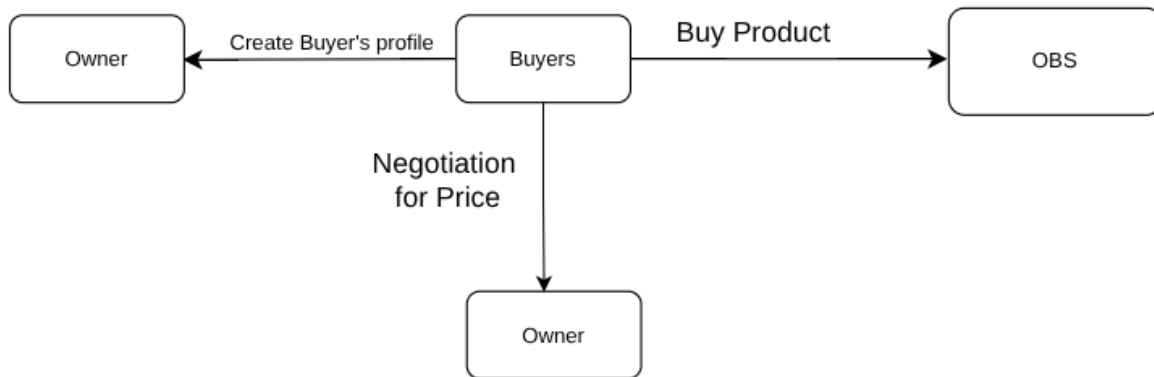 Owner
Create Buyer's profile
Buyers
Buy Product
OBS
Negotiation
for Price
Owner